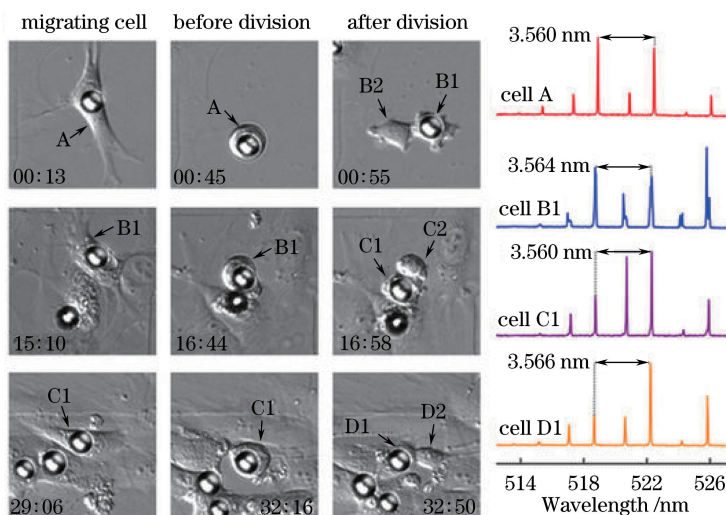 migrating cell
before division
after division
A
00:13
A
00:45
B2
B1
00:55
B1
15:10
B1
16:44
C2
C1
16:58
C1
29:06
C1
32:16
D1
D2
32:50
3.560 nm
cell A
3.564 nm
cell B1
3.560 nm
cell C1
3.566 nm
cell D1
514 518 522 526
Wavelength /nm